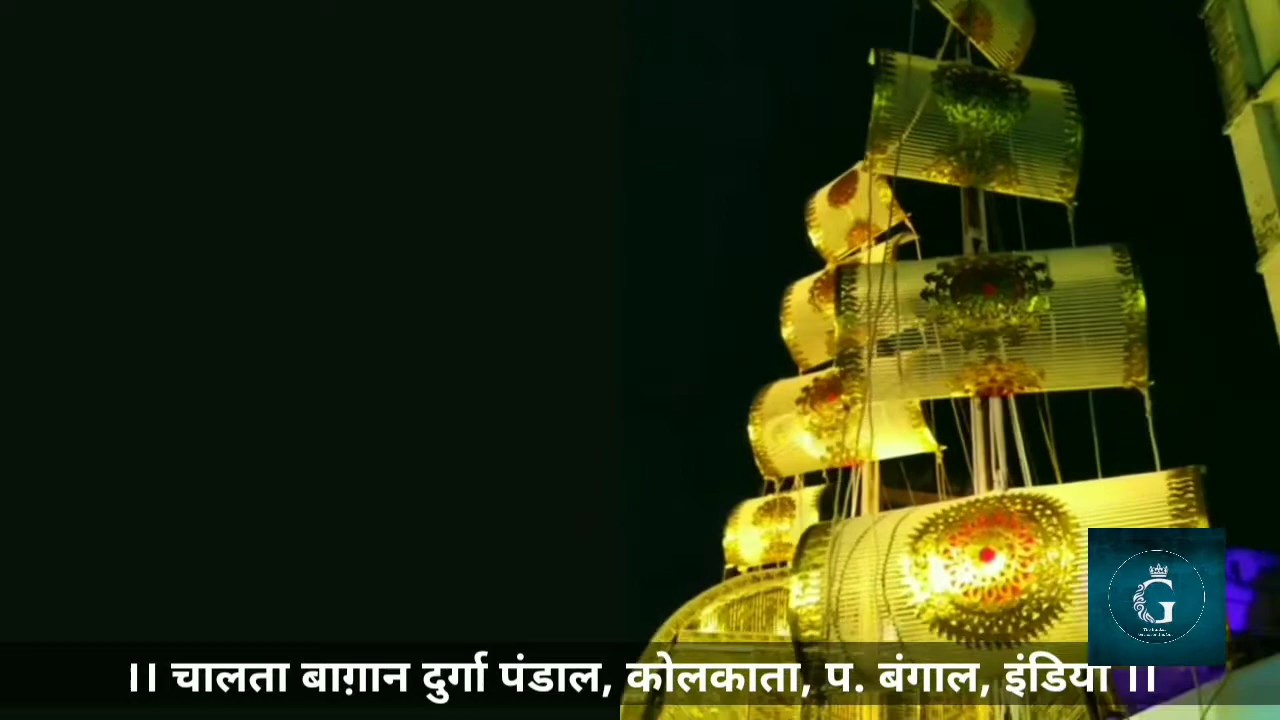 G
।। चालता बाग़ान दुर्गा पंडाल, कोलकाता, प. बंगाल, इंडिया ।।